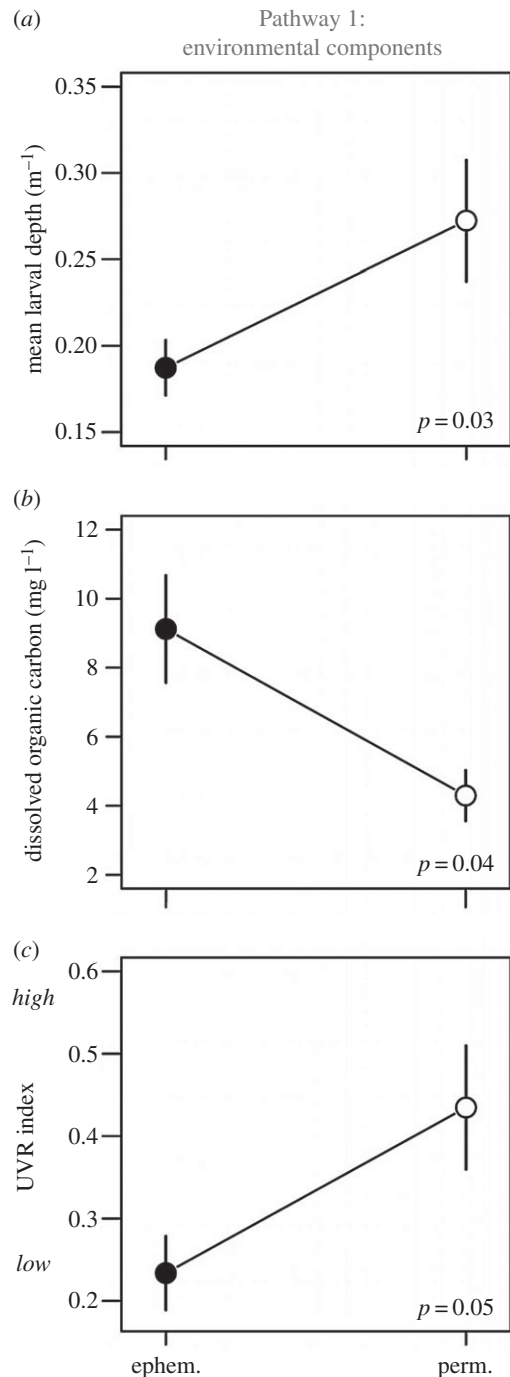 (a)
Pathway 1:
environmental components
mean larval depth (m⁻¹)
0.35
0.30
0.25
0.20
0.15
p = 0.03
(b)
dissolved organic carbon (mg l⁻¹)
12
10
8
6
4
2
p = 0.04
(c)
UVR index
high
low
0.6
0.5
0.4
0.3
0.2
p = 0.05
ephem.
perm.